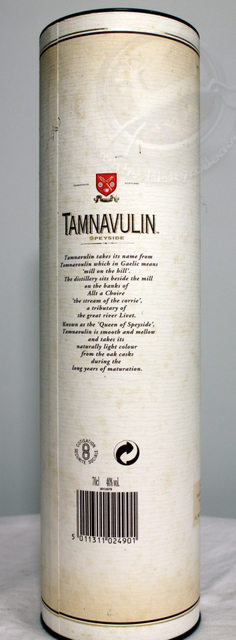 TAMNAVULIN
SPEYSIDE
Tamnavulin takes its name from
Tamnavulin which in Gaelic means
'mill on the hill'.
The distillery sits beside the mill
on the banks of
Allt a Choire
'the stream of the corrie',
a tributary of
the great river Livet.
Known as the 'Queen of Speyside',
Tamnavulin is smooth and mellow
and takes its
naturally light colour
from the oak casks
during the
long years of maturation.
8
70cl 40% vol.
5 011311 024901